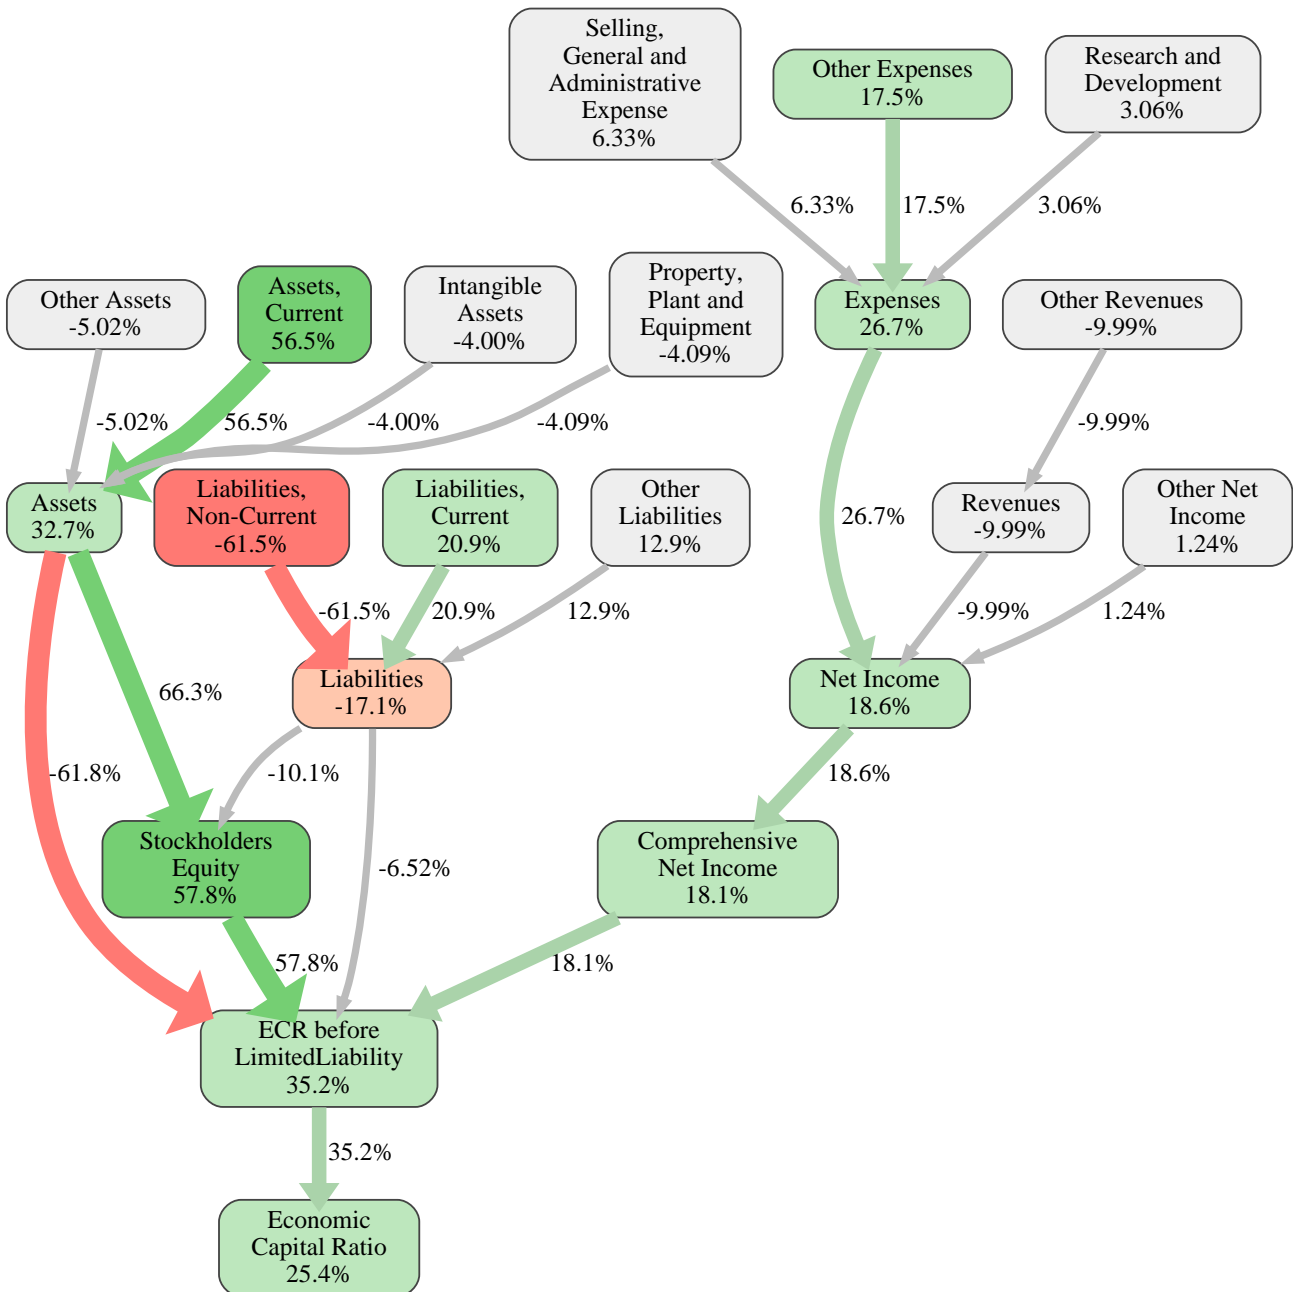 Selling,
General and
Administrative
Expense
6.33%
Other Expenses
17.5%
Research and
Development
3.06%
6.33%
17.5%
3.06%
Other Assets
-5.02%
Assets,
Current
56.5%
Intangible
Assets
-4.00%
Property,
Plant and
Equipment
-4.09%
Expenses
26.7%
Other Revenues
-9.99%
-5.02%
56.5%
-4.00%
-4.09%
-9.99%
Assets
32.7%
Liabilities,
Non-Current
-61.5%
Liabilities,
Current
20.9%
Other
Liabilities
12.9%
26.7%
Revenues
-9.99%
Other Net
Income
1.24%
-61.5%
20.9%
12.9%
-9.99%
1.24%
66.3%
Liabilities
-17.1%
Net Income
18.6%
-61.8%
-10.1%
18.6%
Stockholders
Equity
57.8%
-6.52%
Comprehensive
Net Income
18.1%
57.8%
18.1%
ECR before
LimitedLiability
35.2%
35.2%
Economic
Capital Ratio
25.4%